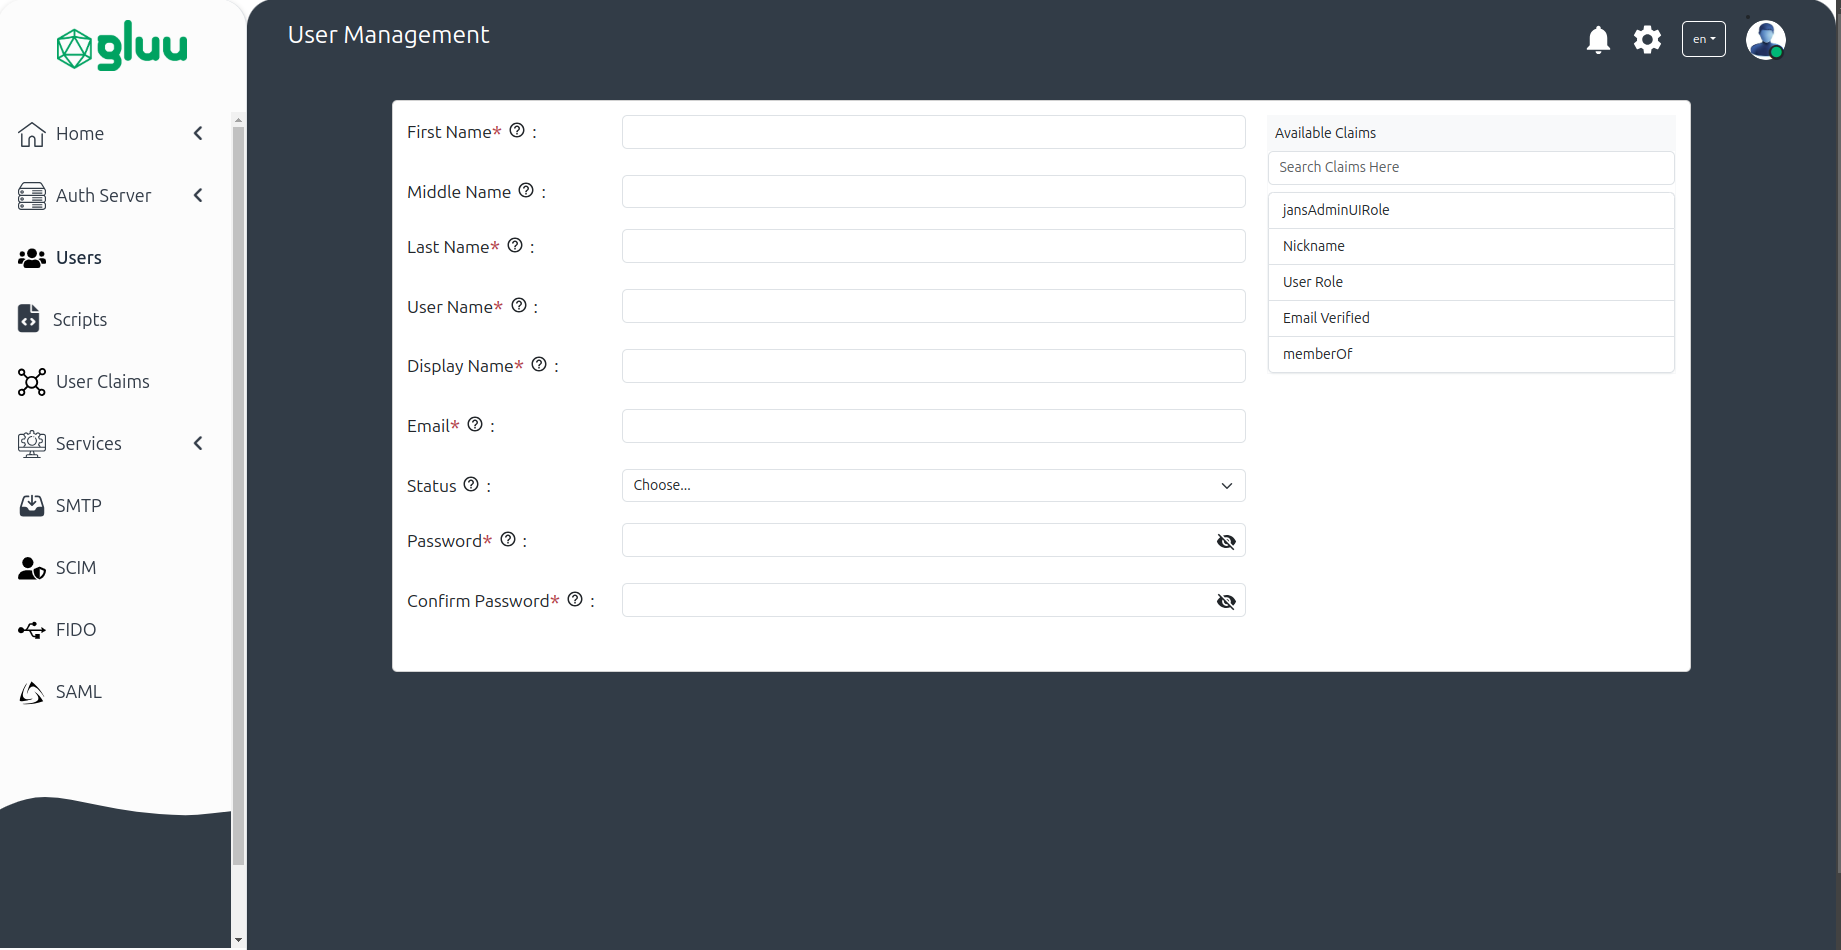 gluu
User Management
en
Home
Auth Server
Users
Scripts
User Claims
Services
SMTP
SCIM
FIDO
SAML
First Name* ? :
Middle Name ? :
Last Name* ? :
User Name* ? :
Display Name* ? :
Email* ? :
Status ? :
Choose...
Password* ? :
Confirm Password* ? :
Available Claims
Search Claims Here
jansAdminUIRole
Nickname
User Role
Email Verified
memberOf